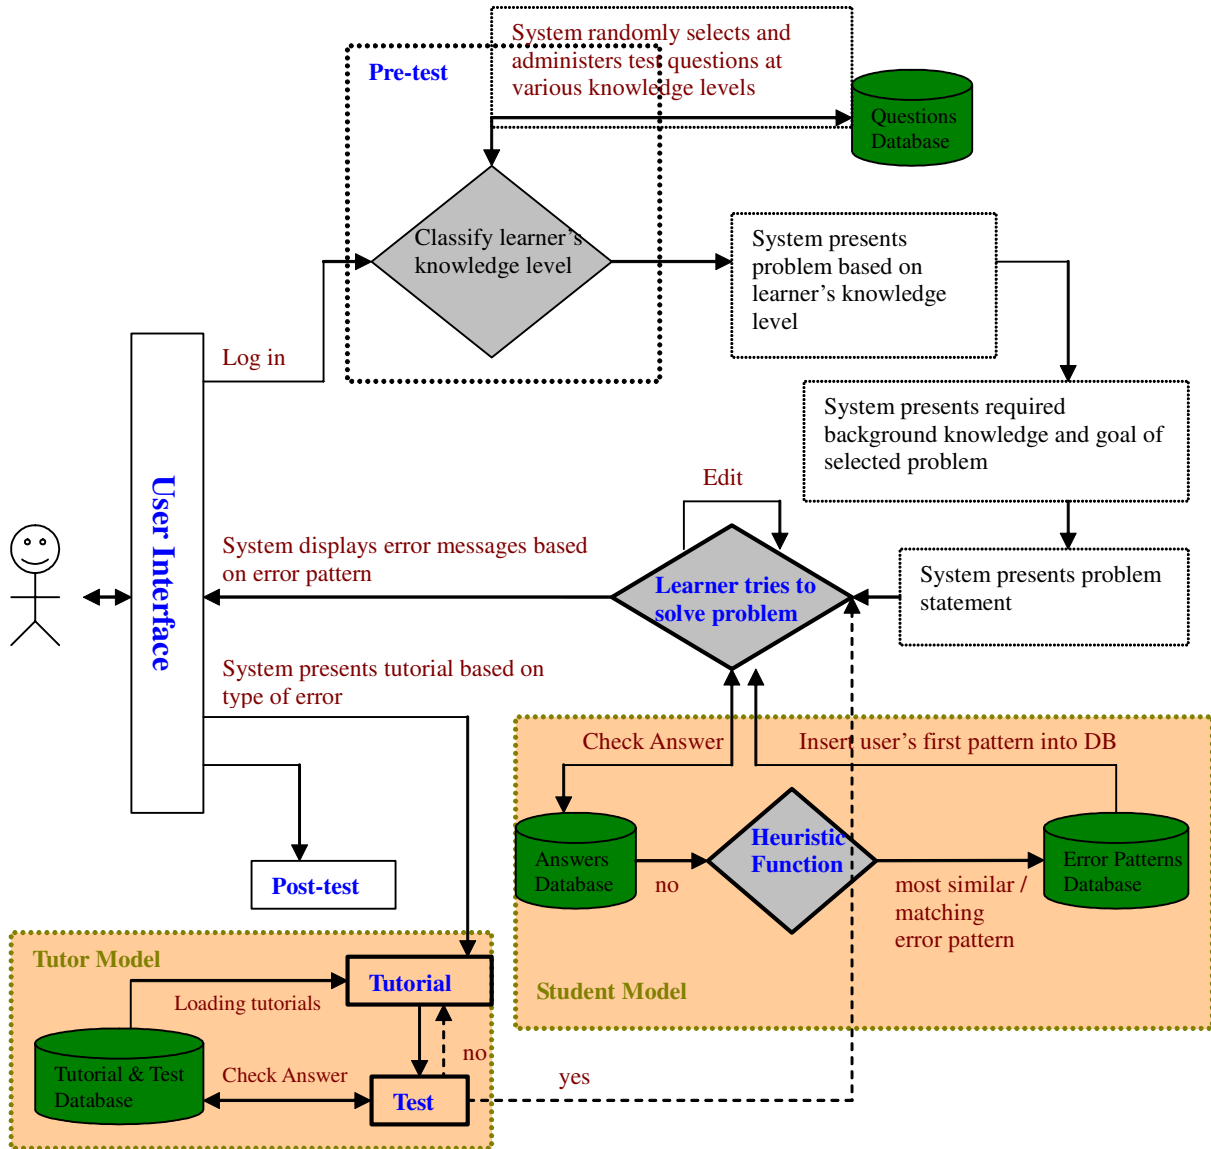 System randomly selects and
administers test questions at
various knowledge levels
Pre-test
Questions
Database
Classify learner's
knowledge level
System presents
problem based on
learner's knowledge
level
Log in
System presents required
background knowledge and goal of
selected problem
Edit
User Interface
System displays error messages based
on error pattern
Learner tries to
solve problem
System presents problem
statement
System presents tutorial based on
type of error
Check Answer
Insert user's first pattern into DB
Heuristic
Function
Answers
Database
no
Error Patterns
Database
most similar /
matching
error pattern
Post-test
Tutor Model
Tutorial
Student Model
Loading tutorials
no
Tutorial & Test
Database
Check Answer
Test
yes